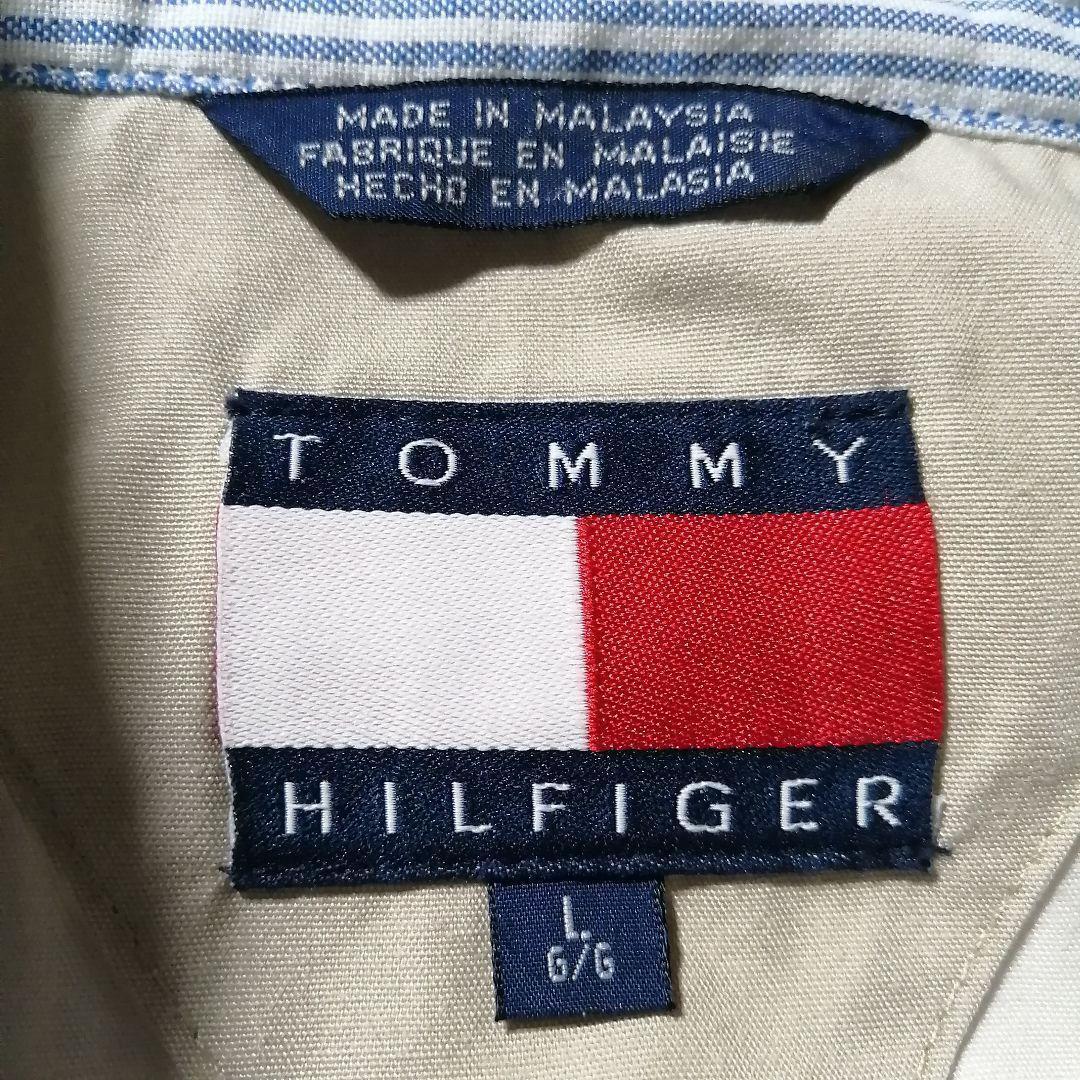 MADE IN MALAYSIA
FABRIQUE EN MALAISIE
HECHO EN MALASIA
TOMMY
HILFIGER
L.
G/G